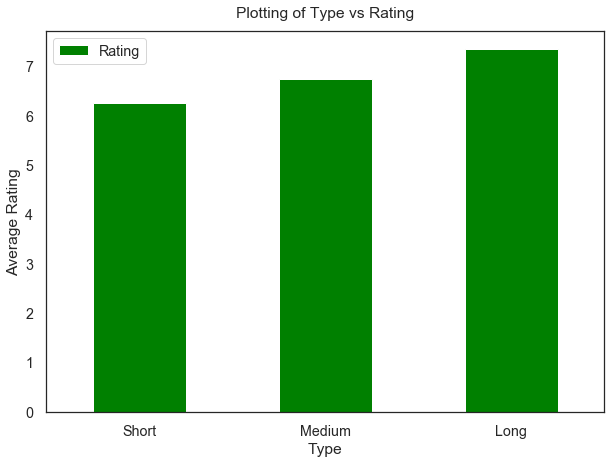 Plotting of Type vs Rating
Rating
7
6
5
4
3
2
1
0
Average Rating
Short Medium Long
Type